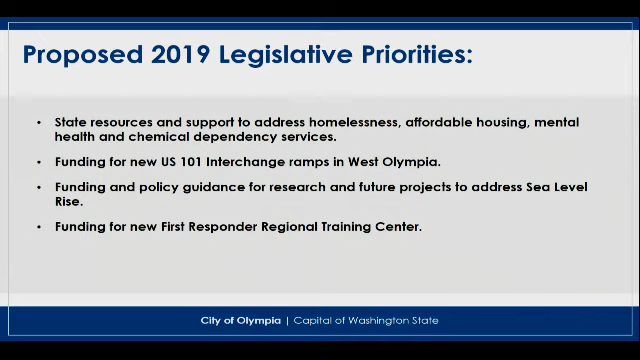 Proposed 2019 Legislative Priorities:
• State resources and support to address homelessness, affordable housing, mental
health and chemical dependency services.
• Funding for new US 101 Interchange ramps in West Olympia.
• Funding and policy guidance for research and future projects to address Sea Level
Rise.
• Funding for new First Responder Regional Training Center.
City of Olympia | Capital of Washington State